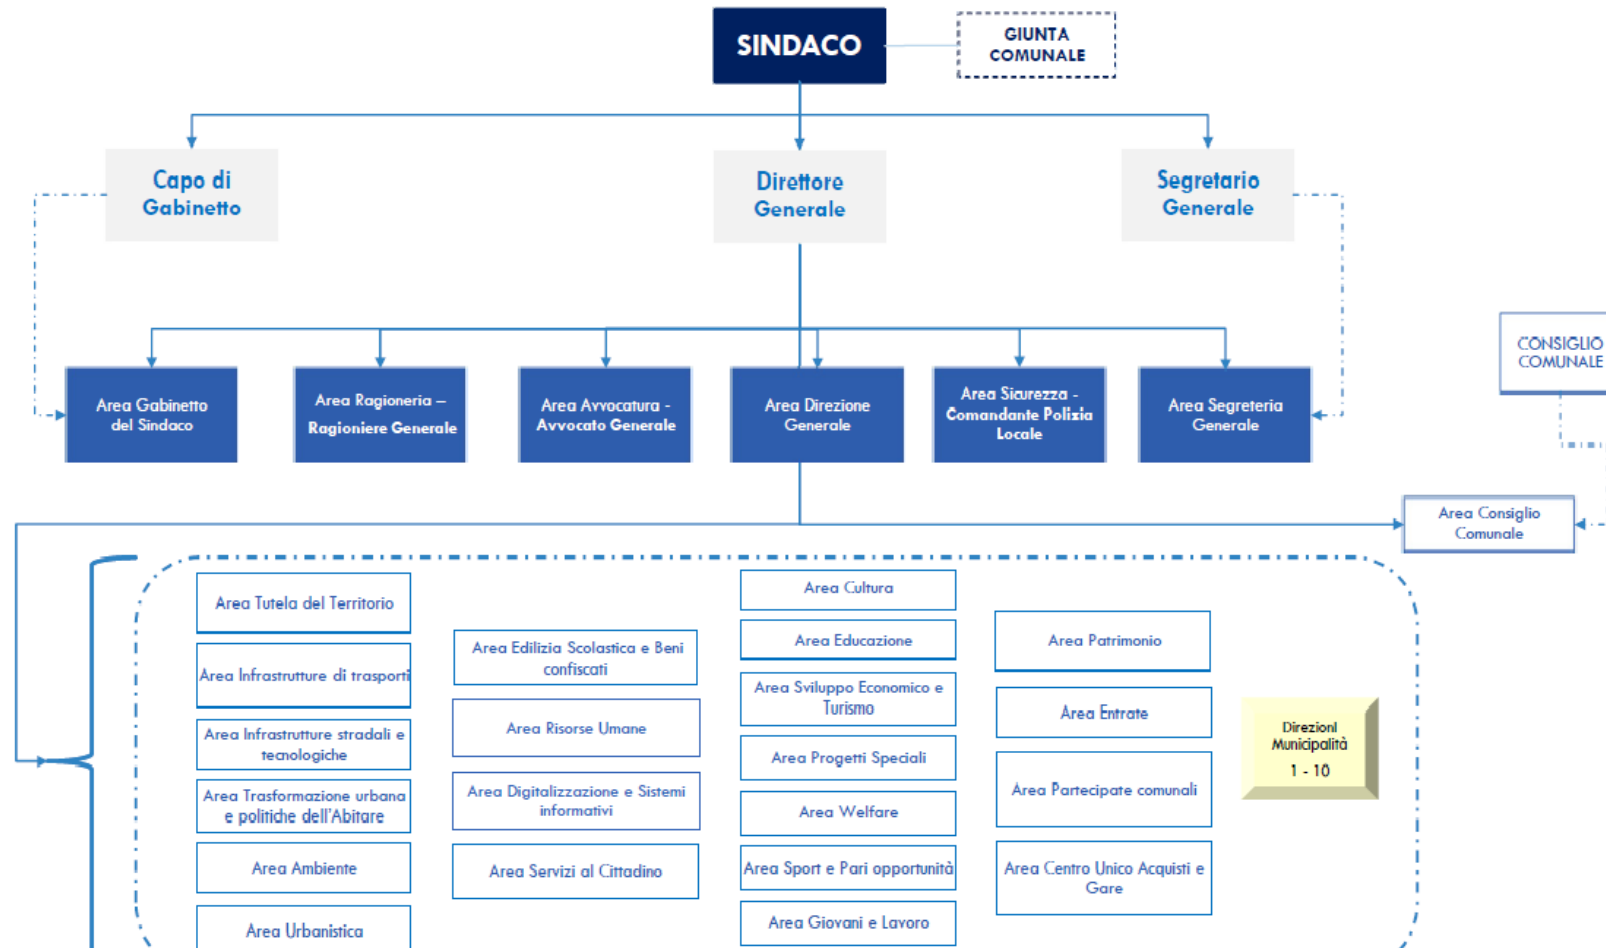 SINDACO
GIUNTA
COMUNALE
Capo di
Gabinetto
Direttore
Generale
Segretario
Generale
CONSIGLIO
COMUNALE
Area Gabinetto
del Sindaco
Area Ragioneria –
Ragioniere Generale
Area Avvocatura -
Avvocato Generale
Area Direzione
Generale
Area Sicurezza -
Comandante Polizia
Locale
Area Segreteria
Generale
Area Consiglio
Comunale
Area Tutela del Territorio
Area Infrastrutture di trasporti
Area Infrastrutture stradali e
tecnologiche
Area Trasformazione urbana
e politiche dell'Abitare
Area Ambiente
Area Urbanistica
Area Edilizia Scolastica e Beni
confiscati
Area Risorse Umane
Area Digitalizzazione e Sistemi
informativi
Area Servizi al Cittadino
Area Cultura
Area Educazione
Area Sviluppo Economico e
Turismo
Area Progetti Speciali
Area Welfare
Area Sport e Pari opportunità
Area Giovani e Lavoro
Area Patrimonio
Area Entrate
Area Partecipate comunali
Area Centro Unico Acquisti e
Gare
Direzioni
Municipalità
1 - 10